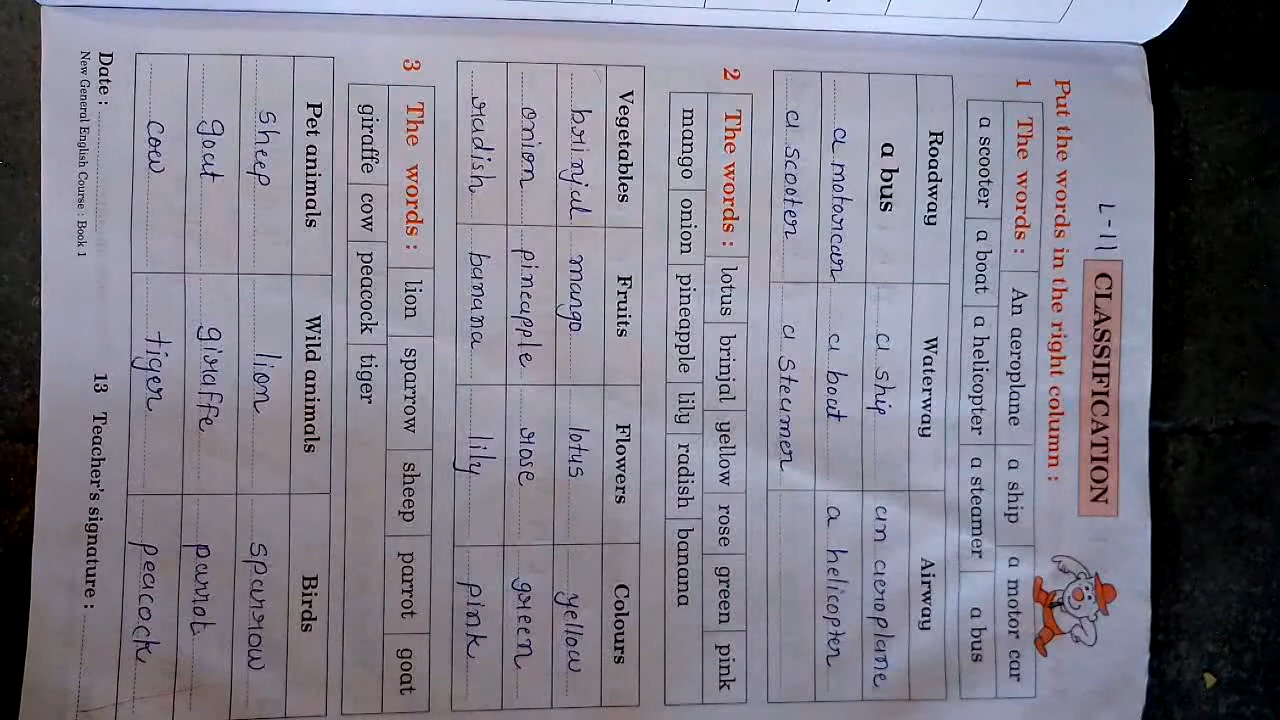 L-11 CLASSIFICATION
Put the words in the right column :
1 The words : An aeroplane a ship a motor car
a scooter a boat a helicopter a steamer a bus
Roadway Waterway Airway
a bus a ship an aeroplane
a motorcar a boat a helicopter
a scooter a steamer
2 The words : lotus brinjal yellow rose green pink
mango onion pineapple lily radish banana
Vegetables Fruits Flowers Colours
brinjal mango lotus yellow
onion pineapple rose green
radish banana lily pink
3 The words : lion sparrow sheep parrot goat
giraffe cow peacock tiger
Pet animals Wild animals Birds
sheep lion sparrow
goat giraffe parrot
cow tiger peacock
Date : 13 Teacher's signature :
New General English Course : Book 1